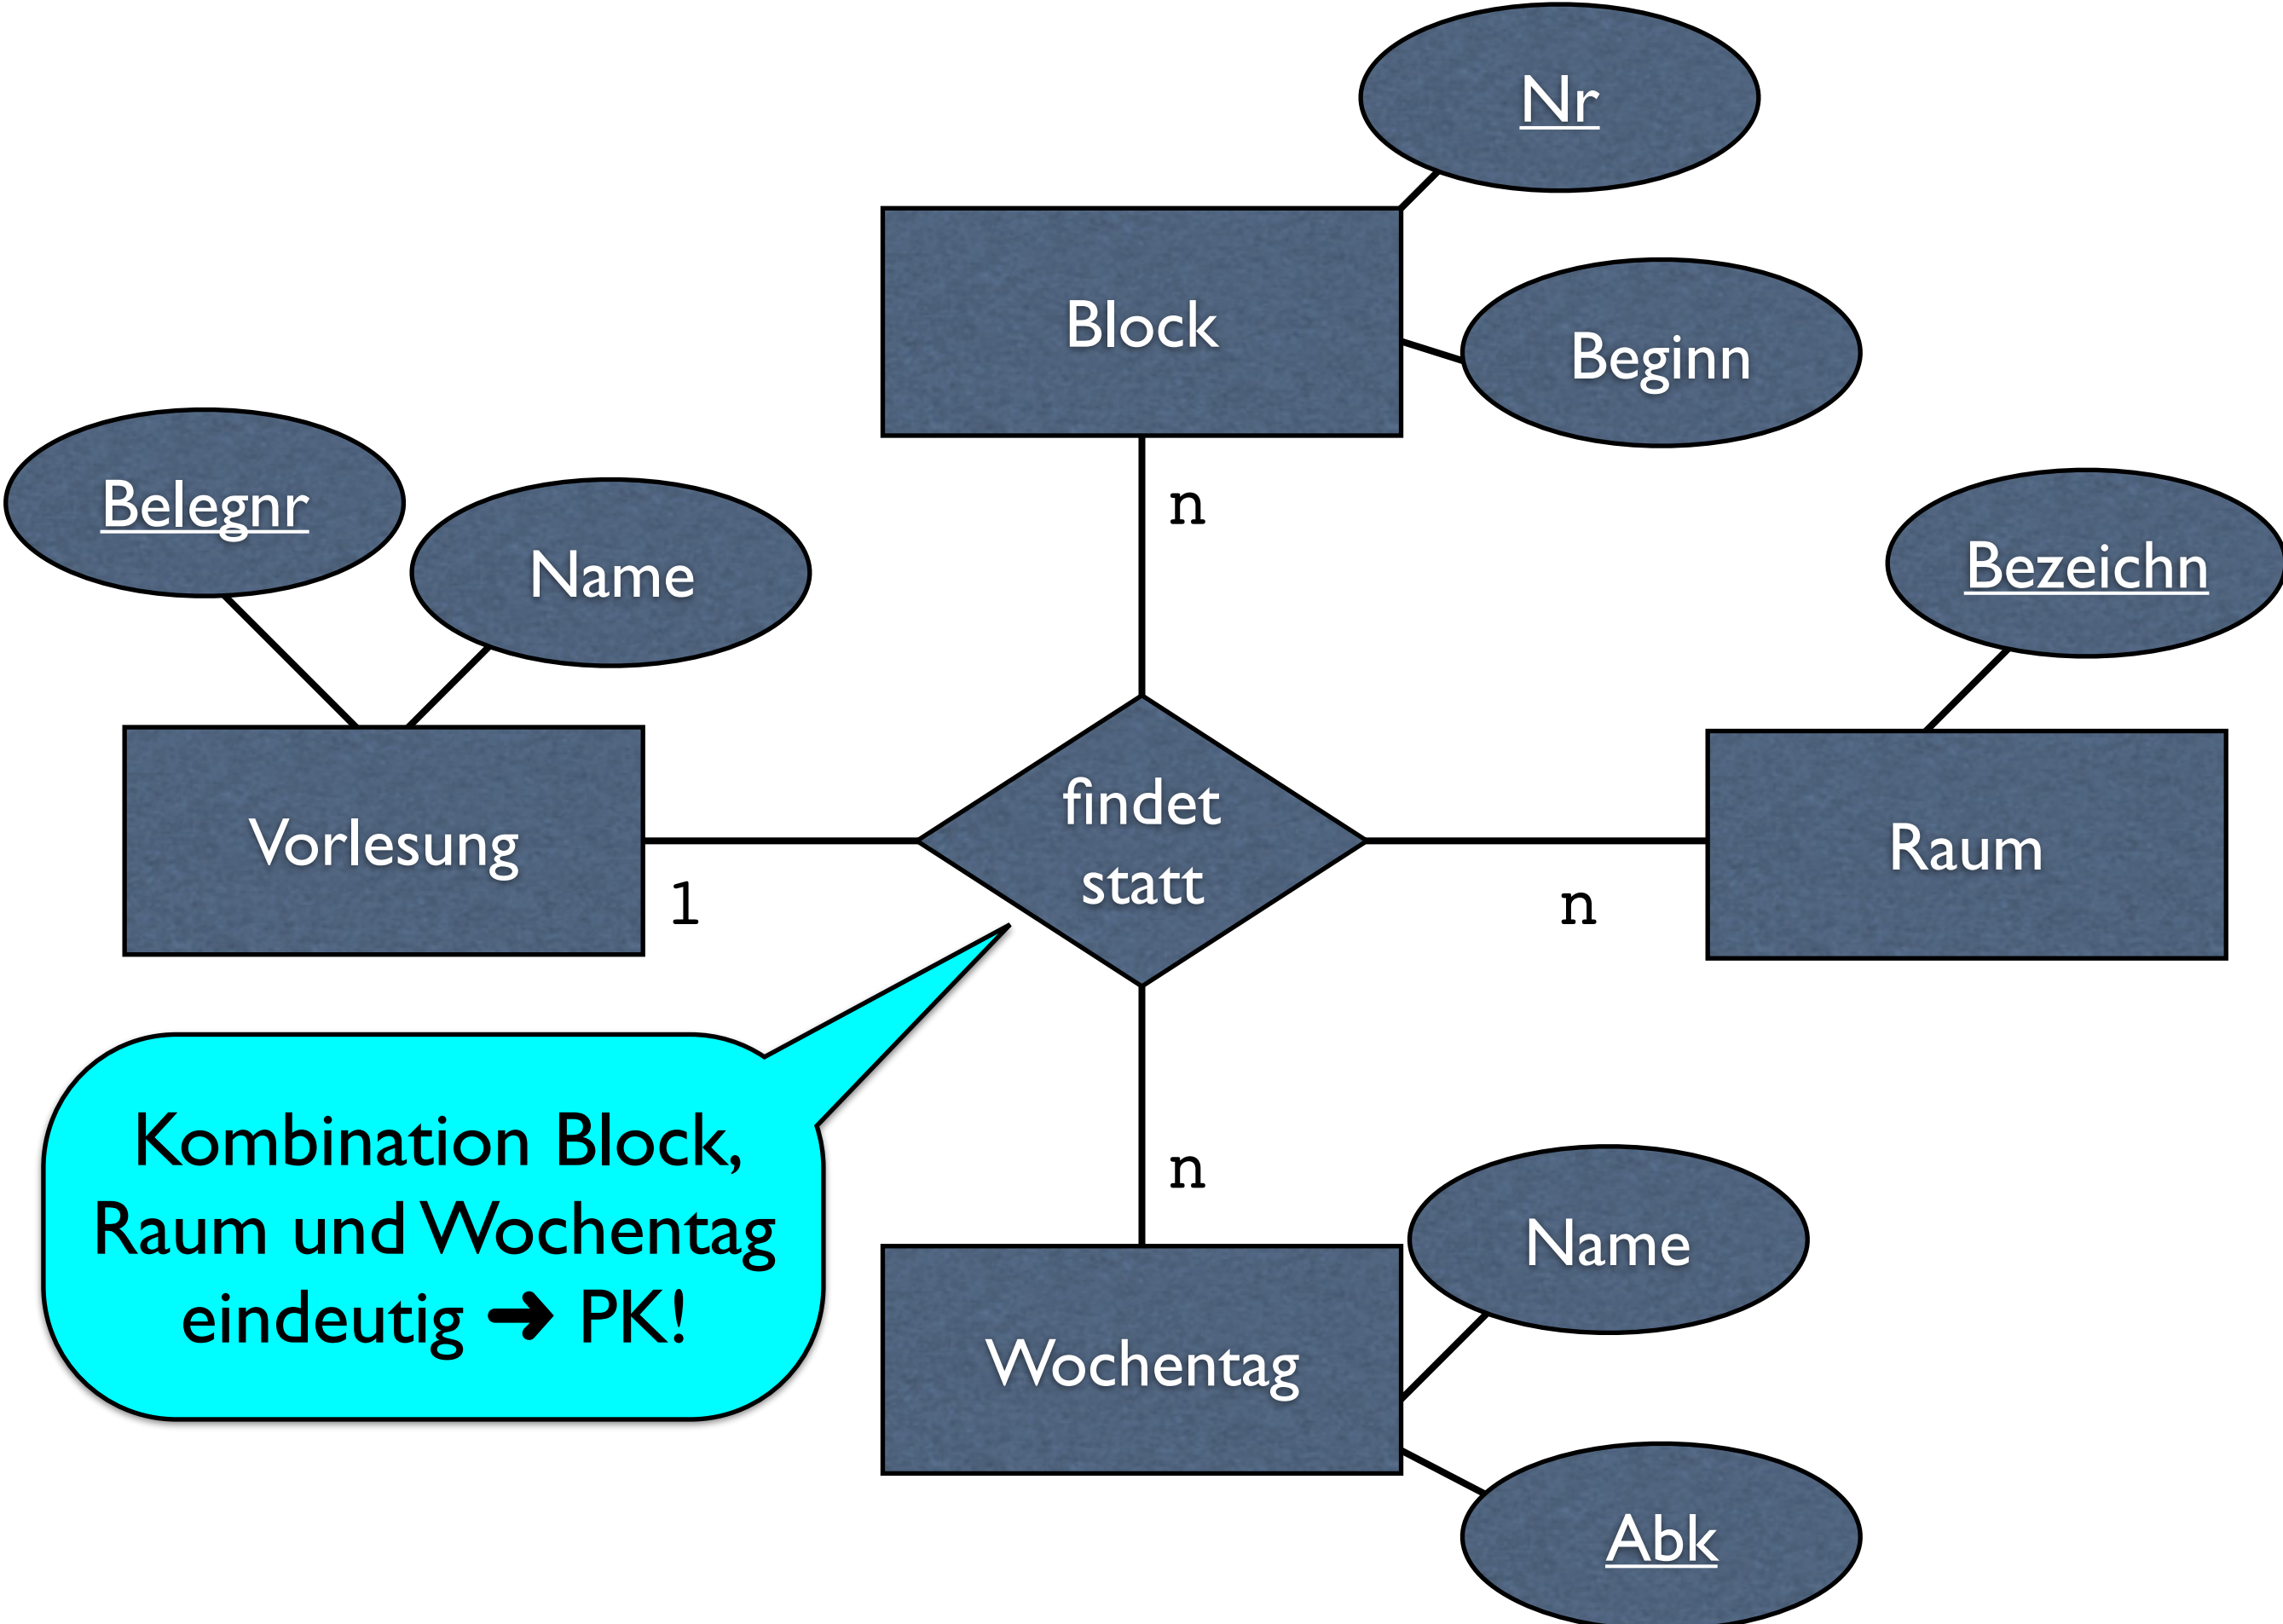 Nr
Block
Beginn
n
Belegnr
Name
Bezeichn
Vorlesung
1
findet
statt
n
Raum
Kombination Block,
Raum und Wochentag
eindeutig ➜ PK!
n
Name
Wochentag
Abk